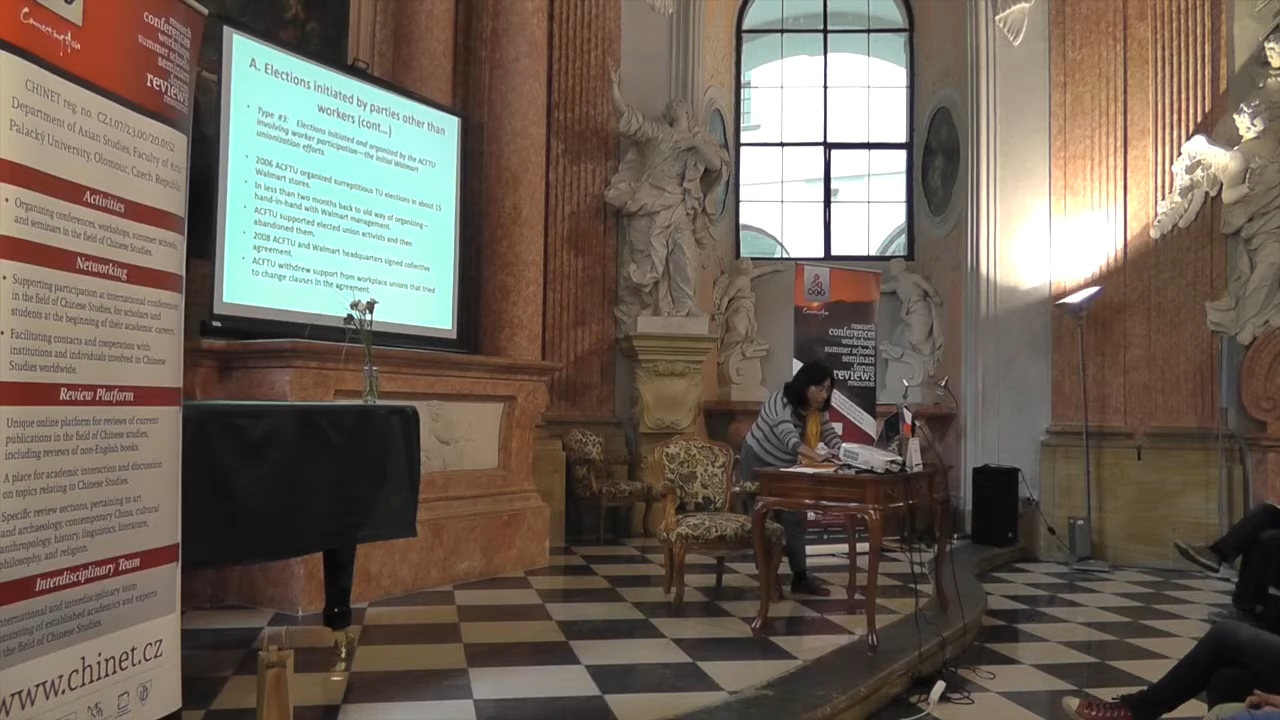 Connecting Asia
research
conferences
workshops
summer schools
seminars
forum
reviews
resources
CHINET reg. no. CZ.1.07/2.3.00/20.0152
Department of Asian Studies, Faculty of Arts
Palacký University, Olomouc, Czech Republic
Activities
• Organizing conferences, workshops, summer schools,
and seminars in the field of Chinese Studies.
Networking
• Supporting participation at international conferences
in the field of Chinese Studies, for scholars and
students at the beginning of their academic careers.
• Facilitating contacts and cooperation with
institutions and individuals involved in Chinese
Studies worldwide.
Review Platform
Unique online platform for reviews of current
publications in the field of Chinese studies,
including reviews of non-English books.
A place for academic interaction and discussion
on topics relating to Chinese Studies.
Specific review sections, pertaining to art
and archaeology, contemporary China, cultural
anthropology, history, linguistics, literature,
philosophy, and religion.
Interdisciplinary Team
International and interdisciplinary team
consisting of established academics and experts
in the field of Chinese Studies.
www.chinet.cz
A. Elections initiated by parties other than
workers (cont...)
• Type #3: Elections initiated and organized by the ACFTU
involving worker participation—the initial Walmart
unionization efforts.
• 2006 ACFTU organized surreptitious TU elections in about 15
Walmart stores.
• In less than two months back to old way of organizing—
hand-in-hand with Walmart management.
• ACFTU supported elected union activists and then
abandoned them.
• 2008 ACFTU and Walmart headquarters signed collective
agreement.
• ACFTU withdrew support from workplace unions that tried
to change clauses in the agreement.
research
conferences
workshops
summer schools
seminars
forum
reviews
resources